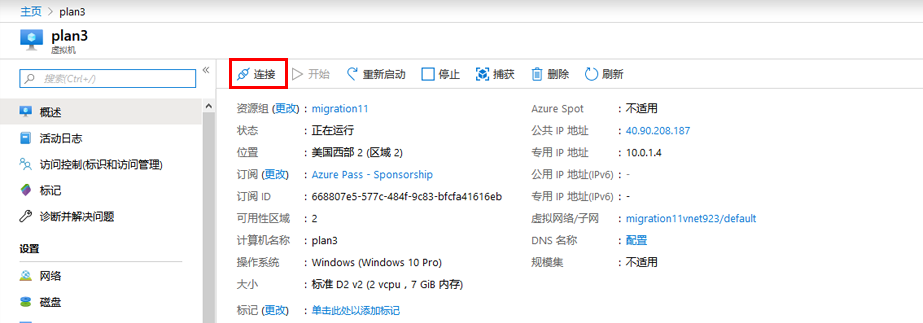 主页 > plan3
plan3
虚拟机
搜索(Ctrl+/)
«
连接 开始 重新启动 停止 捕获 删除 刷新
概述
活动日志
访问控制(标识和访问管理)
标记
诊断并解决问题
设置
网络
磁盘
资源组 (更改) : migration11
状态 : 正在运行
位置 : 美国西部 2 (区域 2)
订阅 (更改) : Azure Pass - Sponsorship
订阅 ID : 668807e5-577c-484f-9c83-bfcfa41616eb
可用性区域 : 2
计算机名称 : plan3
操作系统 : Windows (Windows 10 Pro)
大小 : 标准 D2 v2 (2 vcpu，7 GiB 内存)
标记 (更改) : 单击此处以添加标记
Azure Spot : 不适用
公共 IP 地址 : 40.90.208.187
专用 IP 地址 : 10.0.1.4
公用 IP 地址(IPv6) : -
专用 IP 地址(IPv6) : -
虚拟网络/子网 : migration11vnet923/default
DNS 名称 : 配置
规模集 : 不适用